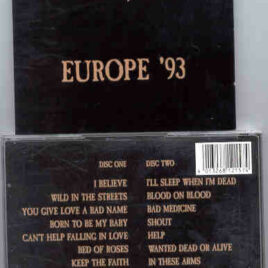 EUROPE '93
DISC ONE
I BELIEVE
WILD IN THE STREETS
YOU GIVE LOVE A BAD NAME
BORN TO BE MY BABY
CAN'T HELP FALLING IN LOVE
BED OF ROSES
KEEP THE FAITH
DISC TWO
I'LL SLEEP WHEN I'M DEAD
BLOOD ON BLOOD
BAD MEDICINE
SHOUT
HELP
WANTED DEAD OR ALIVE
IN THESE ARMS